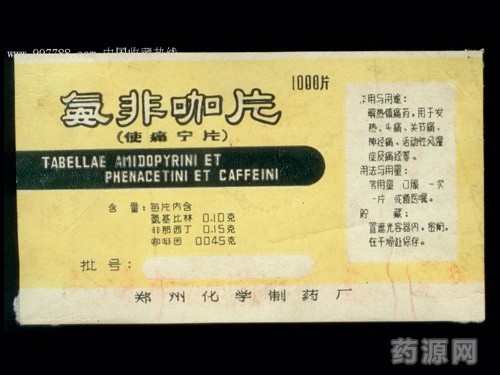 www.997788.com 中国收藏热线
1000片
氨非咖片
(使痛宁片)
TABELLAE AMIDOPYRINI ET
PHENACETINI ET CAFFEINI
含 量: 每片内含
氨基比林 0.10克
非那西丁 0.15克
咖啡因 0.045克
批号:
作用与用途:
解热镇痛药, 用于发
热、头痛、关节痛、
神经痛、活动性风湿
症及痛经等。
用法与用量:
常用量 口服 一次
一片 或遵医嘱。
贮 藏:
置遮光容器内, 密闭,
在干燥处保存。
郑州化学制药厂
药源网